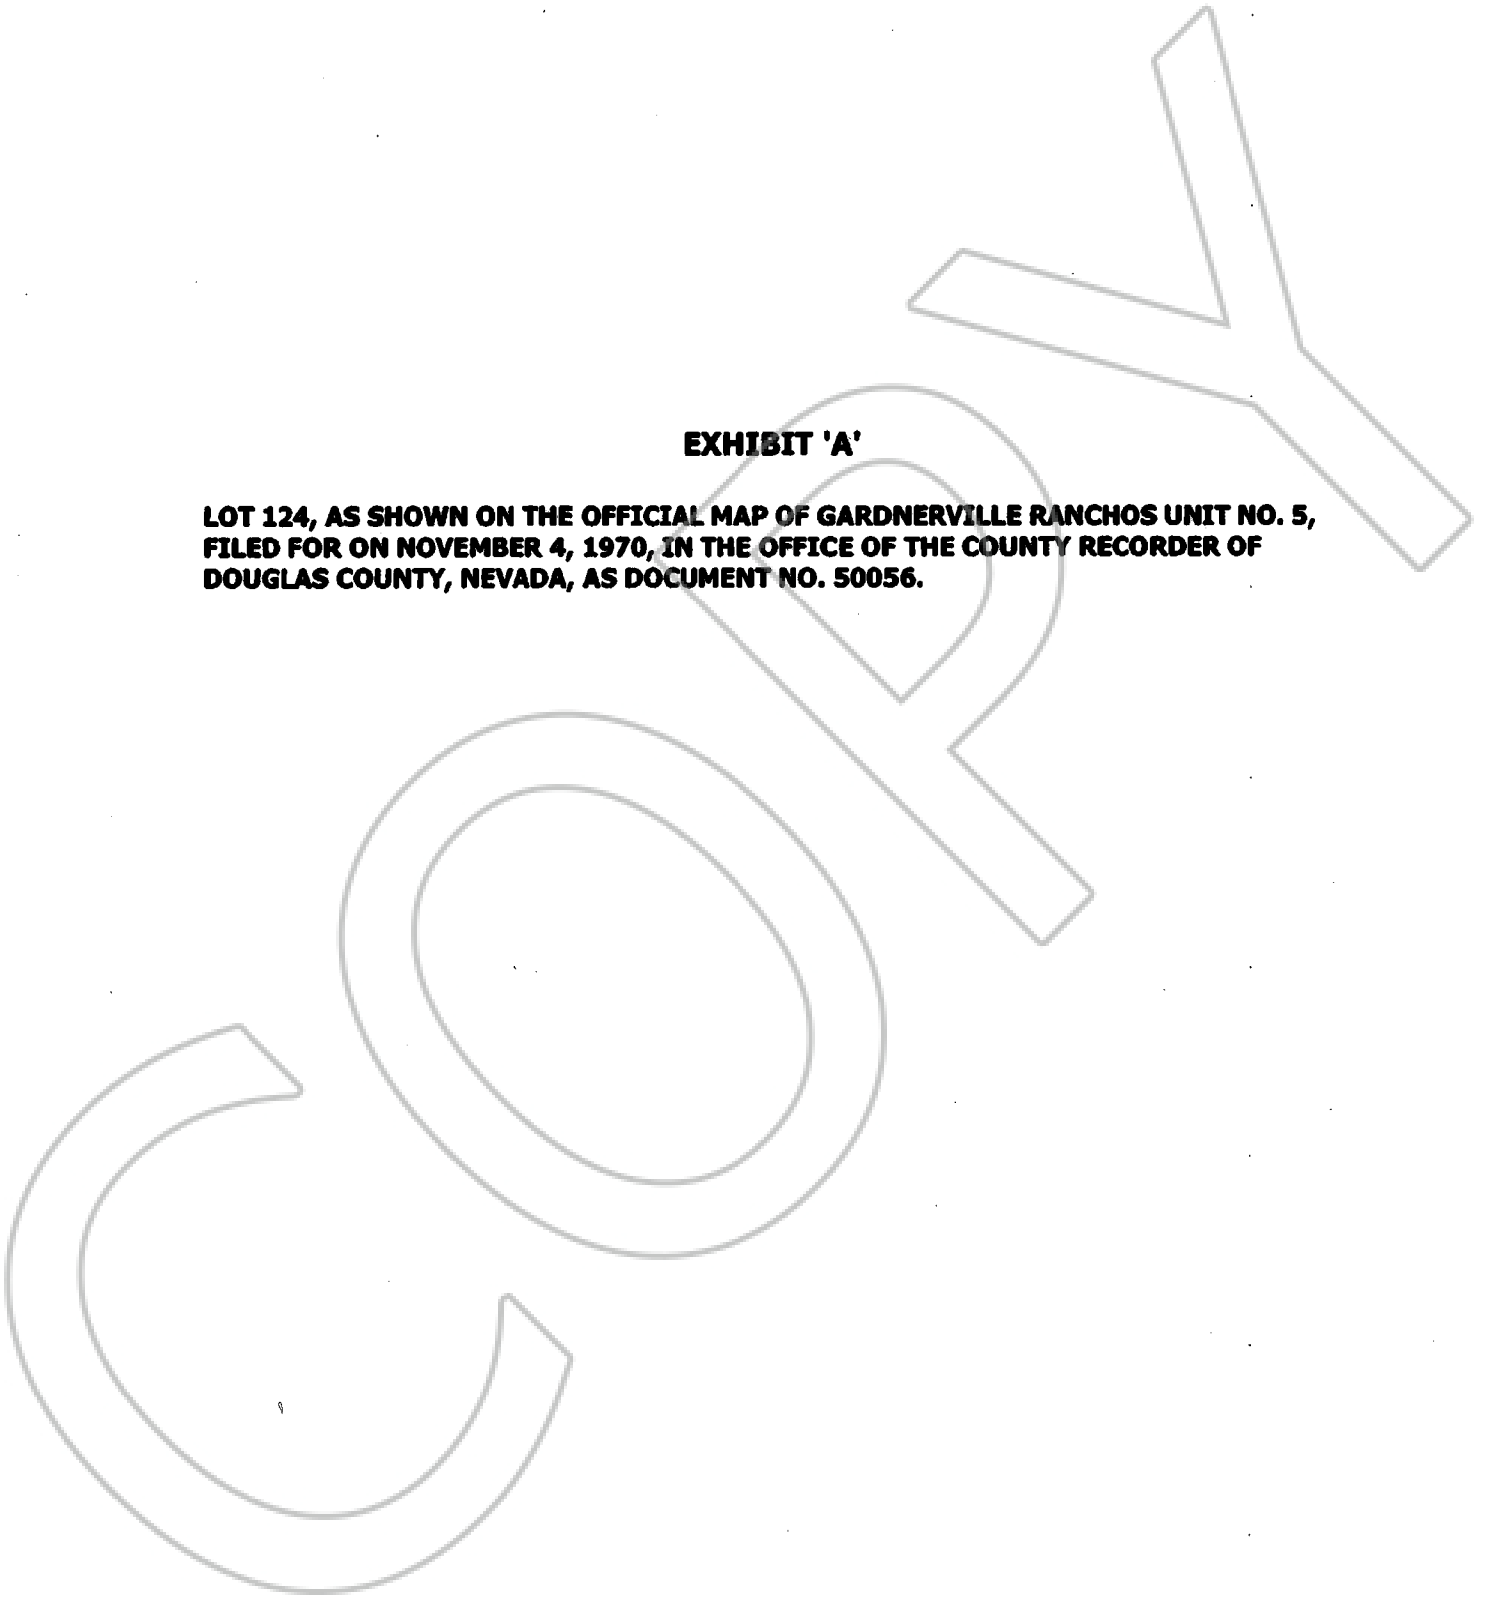 EXHIBIT 'A'
LOT 124, AS SHOWN ON THE OFFICIAL MAP OF GARDNERVILLE RANCHOS UNIT NO. 5,
FILED FOR ON NOVEMBER 4, 1970, IN THE OFFICE OF THE COUNTY RECORDER OF
DOUGLAS COUNTY, NEVADA, AS DOCUMENT NO. 50056.
COPY